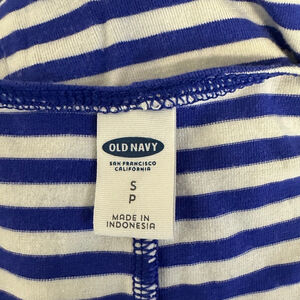 OLD NAVY
SAN FRANCISCO
CALIFORNIA
S
P
MADE IN
INDONESIA